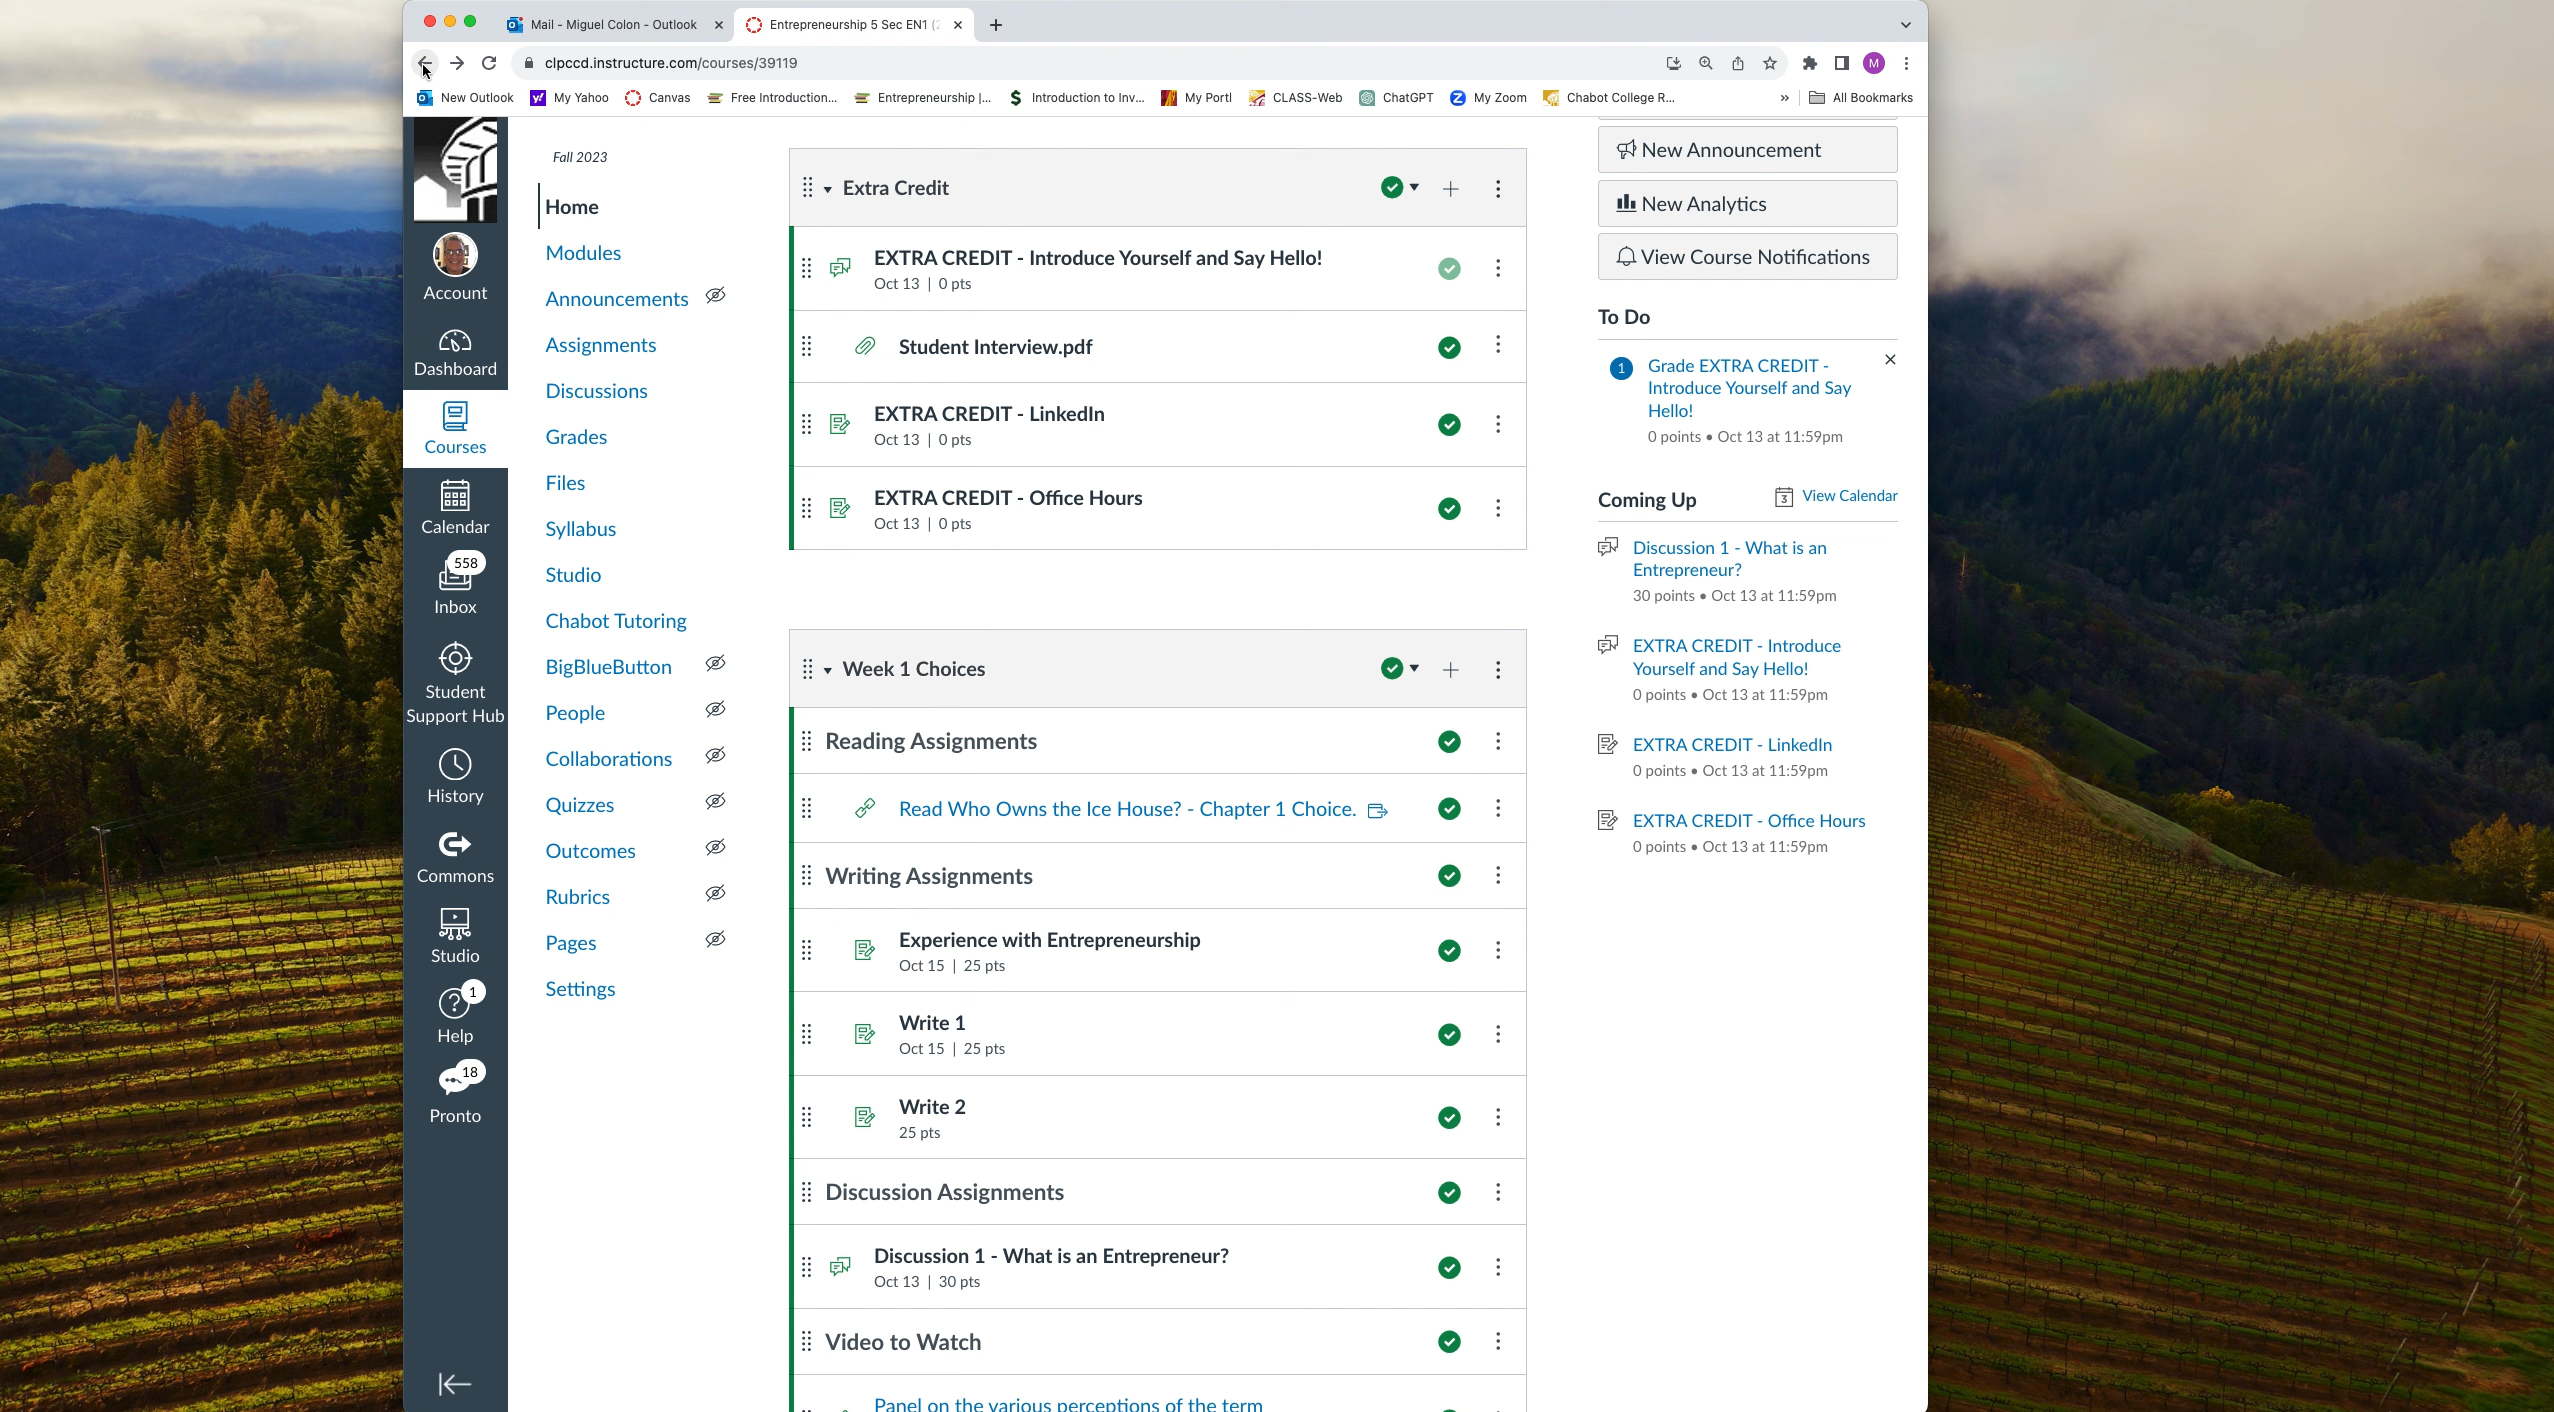 Mail - Miguel Colon - Outlook
Entrepreneurship 5 Sec EN1 (2
clpccd.instructure.com/courses/39119
M
New Outlook
My Yahoo
Canvas
Free Introduction...
Entrepreneurship |...
Introduction to Inv...
My Portl
CLASS-Web
ChatGPT
My Zoom
Chabot College R...
»
All Bookmarks
Account
Dashboard
Courses
Calendar
558
Inbox
Student
Support Hub
History
Commons
Studio
1
Help
18
Pronto
Fall 2023
Home
Modules
Announcements
Assignments
Discussions
Grades
Files
Syllabus
Studio
Chabot Tutoring
BigBlueButton
People
Collaborations
Quizzes
Outcomes
Rubrics
Pages
Settings
Extra Credit
EXTRA CREDIT - Introduce Yourself and Say Hello!
Oct 13 | 0 pts
Student Interview.pdf
EXTRA CREDIT - LinkedIn
Oct 13 | 0 pts
EXTRA CREDIT - Office Hours
Oct 13 | 0 pts
Week 1 Choices
Reading Assignments
Read Who Owns the Ice House? - Chapter 1 Choice.
Writing Assignments
Experience with Entrepreneurship
Oct 15 | 25 pts
Write 1
Oct 15 | 25 pts
Write 2
25 pts
Discussion Assignments
Discussion 1 - What is an Entrepreneur?
Oct 13 | 30 pts
Video to Watch
Panel on the various perceptions of the term
New Announcement
New Analytics
View Course Notifications
To Do
1
Grade EXTRA CREDIT -
Introduce Yourself and Say
Hello!
0 points • Oct 13 at 11:59pm
Coming Up
3
View Calendar
Discussion 1 - What is an
Entrepreneur?
30 points • Oct 13 at 11:59pm
EXTRA CREDIT - Introduce
Yourself and Say Hello!
0 points • Oct 13 at 11:59pm
EXTRA CREDIT - LinkedIn
0 points • Oct 13 at 11:59pm
EXTRA CREDIT - Office Hours
0 points • Oct 13 at 11:59pm